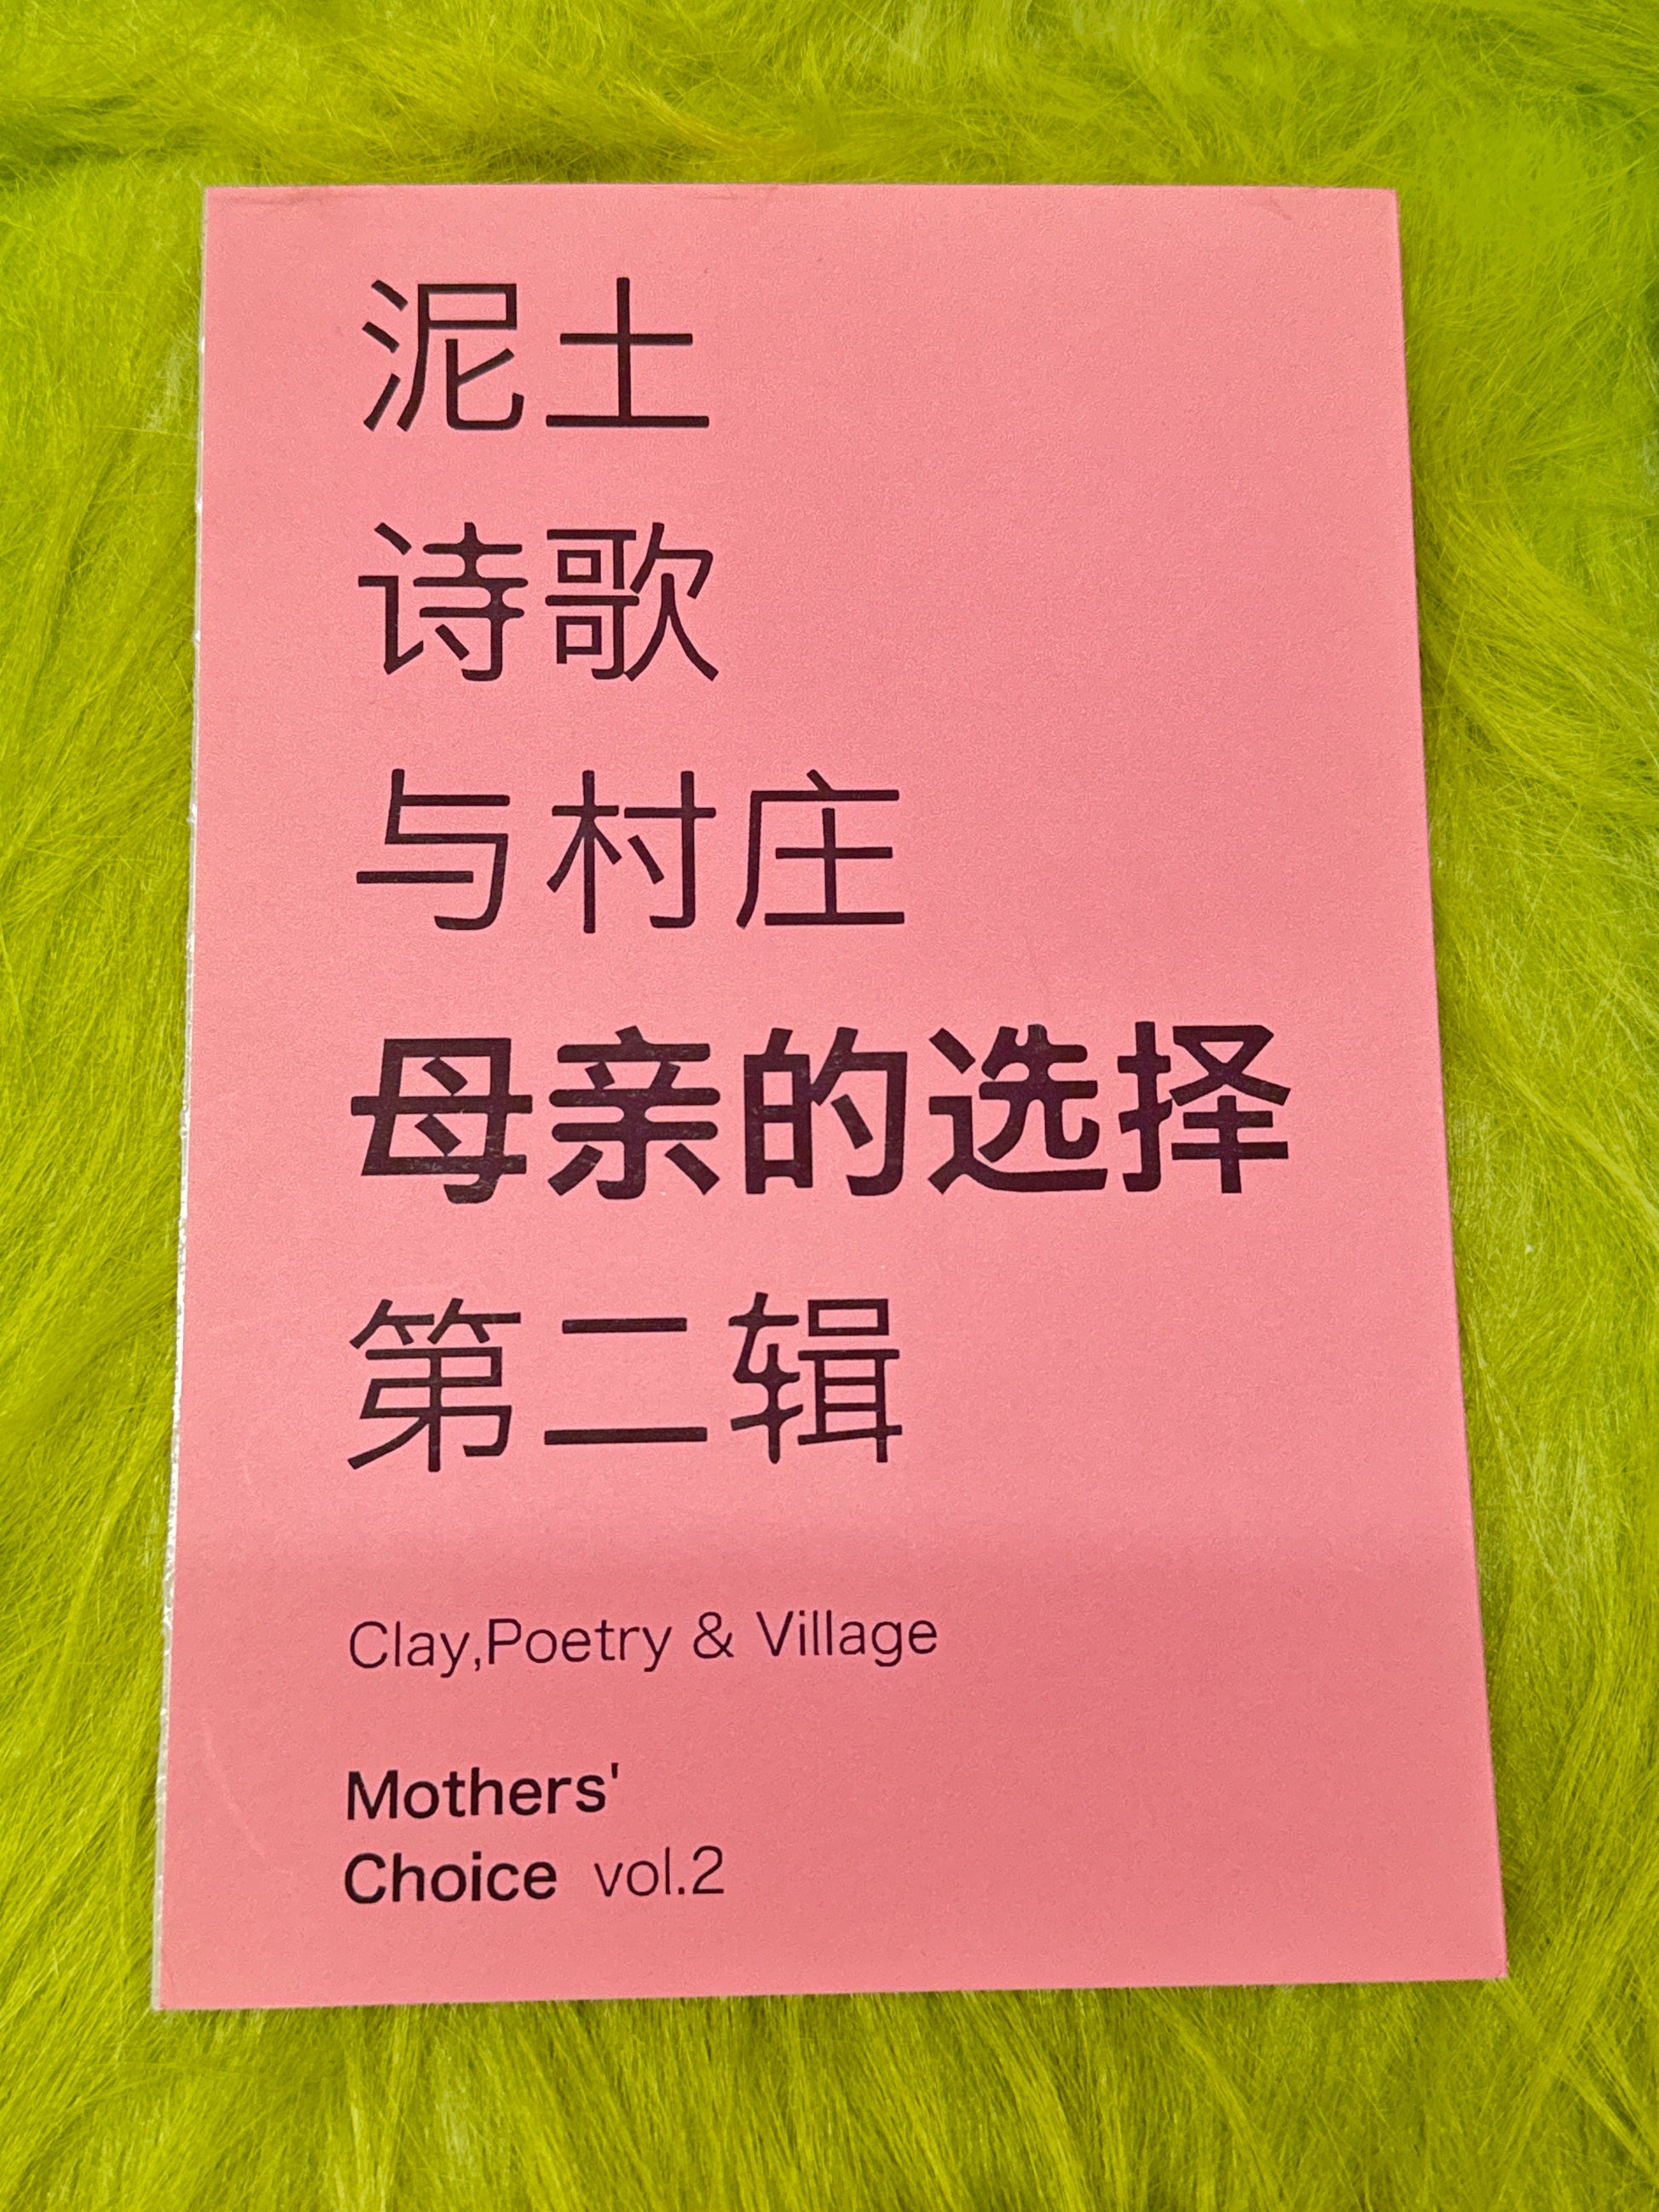 泥土
诗歌
与村庄
母亲的选择
第二辑
Clay,Poetry & Village
Mothers'
Choice vol.2